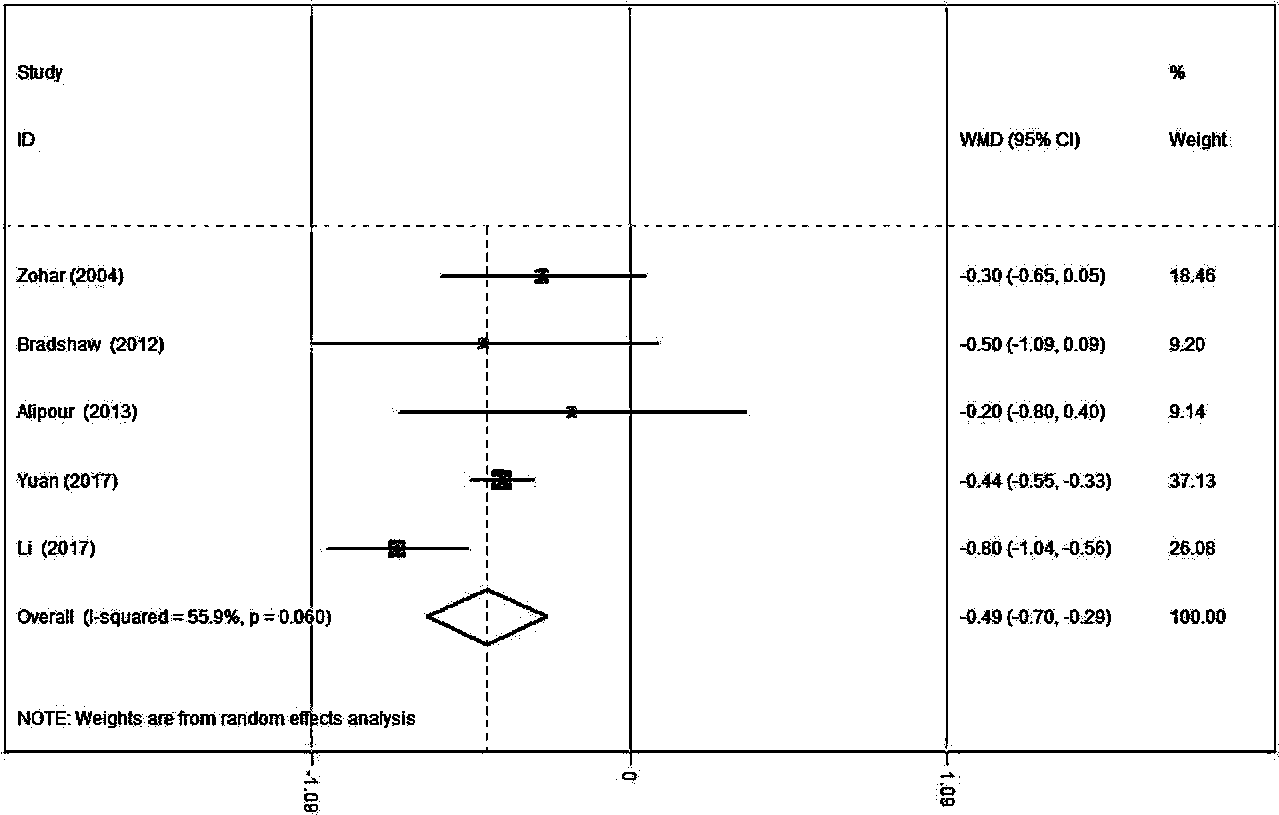 Study %
ID WMD (95% CI) Weight
Zohar (2004) -0.30 (-0.65, 0.05) 18.46
Bradshaw (2012) -0.50 (-1.09, 0.09) 9.20
Alipour (2013) -0.20 (-0.80, 0.40) 9.14
Yuan (2017) -0.44 (-0.55, -0.33) 37.13
Li (2017) -0.80 (-1.04, -0.56) 26.08
Overall (I-squared = 55.9%, p = 0.060) -0.49 (-0.70, -0.29) 100.00
NOTE: Weights are from random effects analysis
-1.09 0 1.09